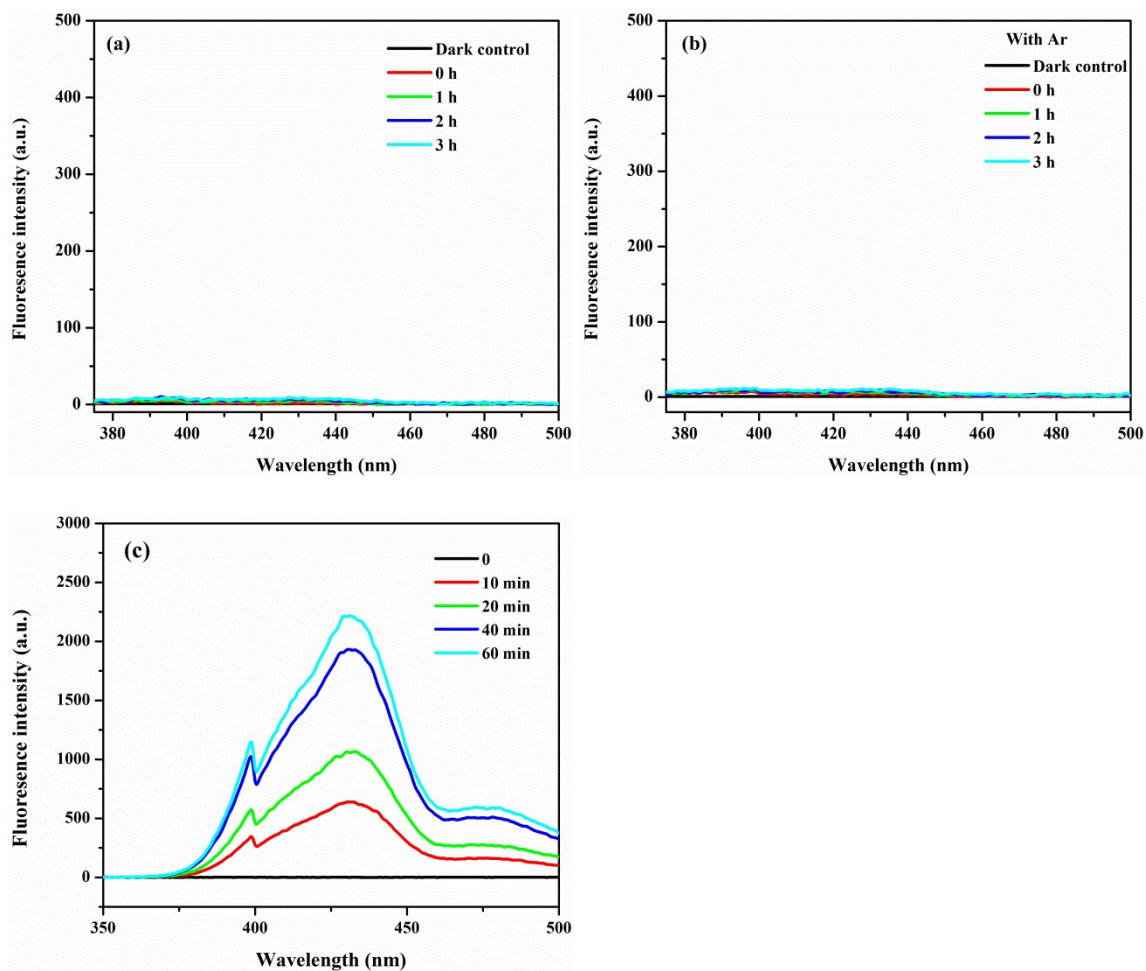 (a)
Dark control
0 h
1 h
2 h
3 h
500
400
300
200
100
0
Fluoresence intensity (a.u.)
380 400 420 440 460 480 500
Wavelength (nm)
(b)
With Ar
Dark control
0 h
1 h
2 h
3 h
500
400
300
200
100
0
Fluoresence intensity (a.u.)
380 400 420 440 460 480 500
Wavelength (nm)
(c)
0
10 min
20 min
40 min
60 min
3000
2500
2000
1500
1000
500
0
Fluoresence intensity (a.u.)
350 400 450 500
Wavelength (nm)